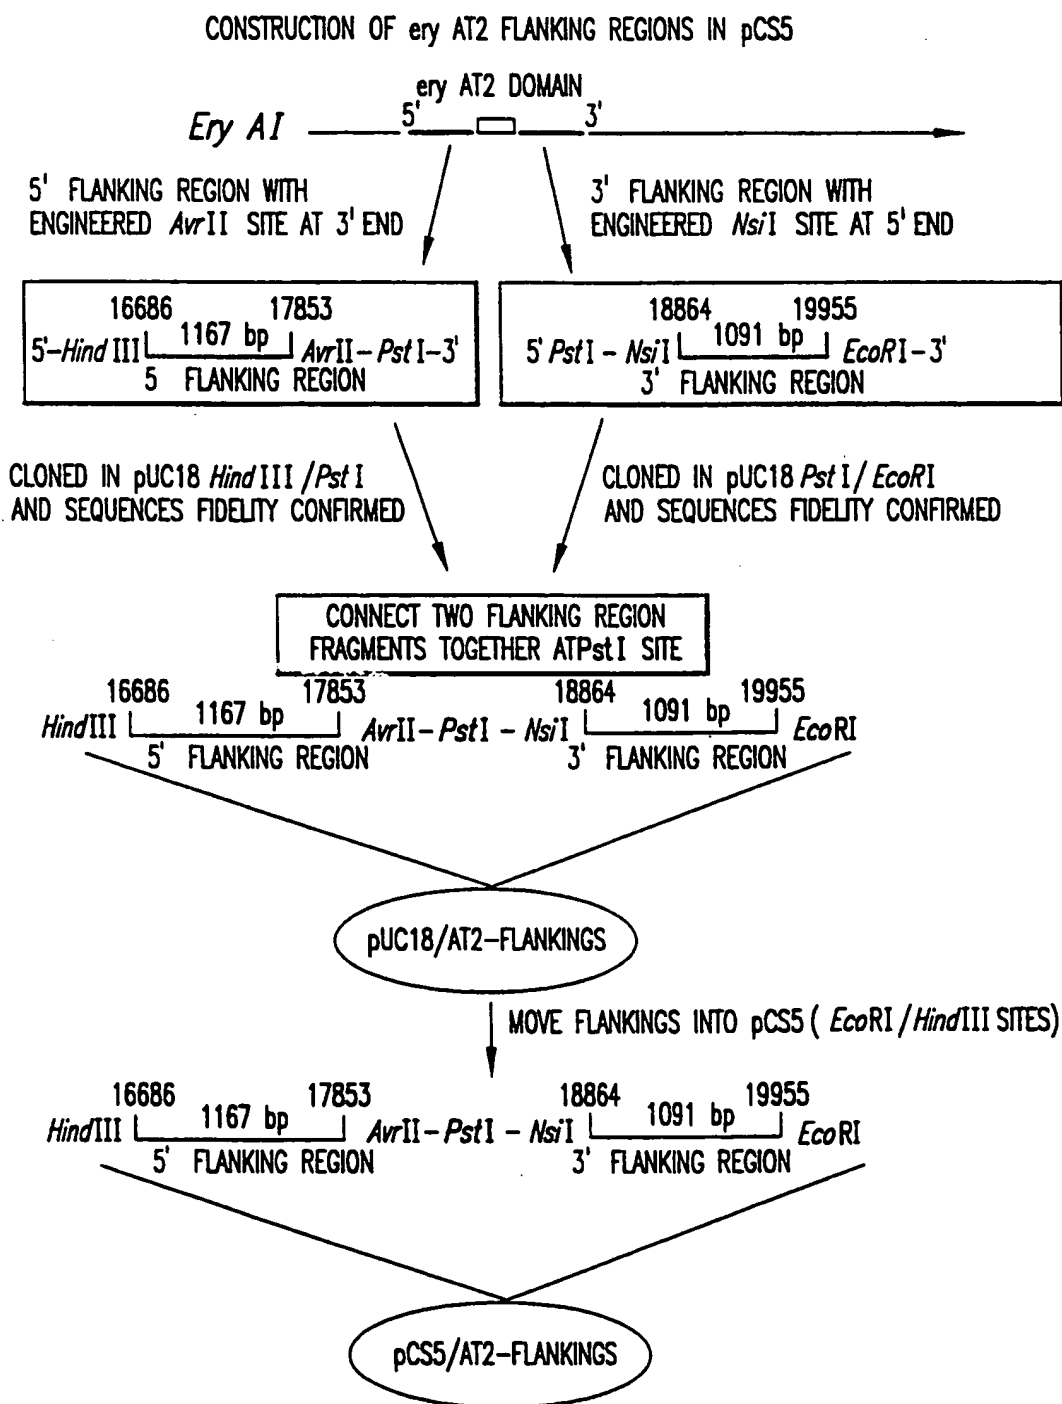 CONSTRUCTION OF ery AT2 FLANKING REGIONS IN pCS5
ery AT2 DOMAIN
5' 3'
Ery AI
5' FLANKING REGION WITH
ENGINEERED AvrII SITE AT 3' END
3' FLANKING REGION WITH
ENGINEERED NsiI SITE AT 5' END
16686 17853
1167 bp
5'-Hind III AvrII-PstI-3'
5 FLANKING REGION
18864 19955
1091 bp
5' PstI - NsiI EcoRI-3'
3' FLANKING REGION
CLONED IN pUC18 HindIII/PstI
AND SEQUENCES FIDELITY CONFIRMED
CLONED IN pUC18 PstI/EcoRI
AND SEQUENCES FIDELITY CONFIRMED
CONNECT TWO FLANKING REGION
FRAGMENTS TOGETHER ATPstI SITE
16686 17853 18864 19955
1167 bp 1091 bp
HindIII AvrII-PstI - NsiI EcoRI
5' FLANKING REGION 3' FLANKING REGION
pUC18/AT2-FLANKINGS
MOVE FLANKINGS INTO pCS5 ( EcoRI/HindIII SITES)
16686 17853 18864 19955
1167 bp 1091 bp
HindIII AvrII-PstI - NsiI EcoRI
5' FLANKING REGION 3' FLANKING REGION
pCS5/AT2-FLANKINGS